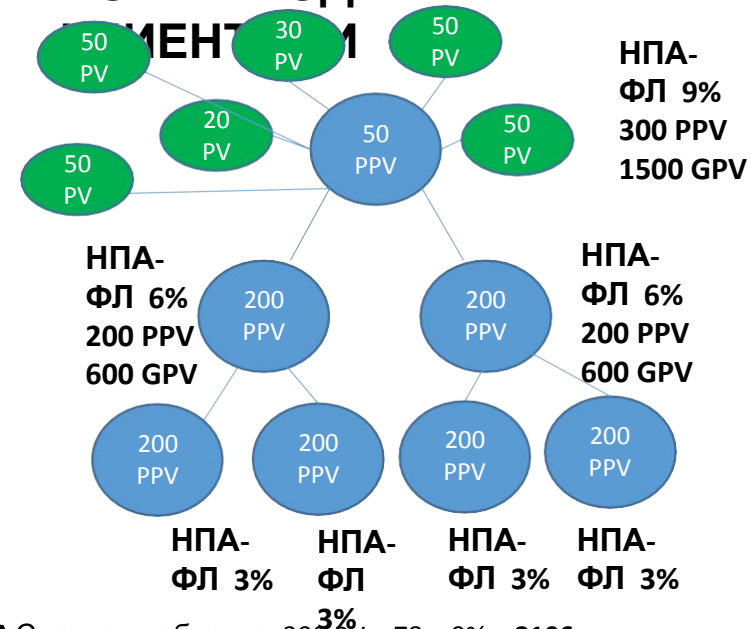 50
PV
30
PV
50
PV
20
PV
50
PPV
50
PV
50
PV
НПА-
ФЛ 9%
300 PPV
1500 GPV
НПА-
ФЛ 6%
200 PPV
600 GPV
200
PPV
200
PPV
НПА-
ФЛ 6%
200 PPV
600 GPV
200
PPV
200
PPV
200
PPV
200
PPV
НПА-
ФЛ 3%
НПА-
ФЛ
3%
НПА-
ФЛ 3%
НПА-
ФЛ 3%